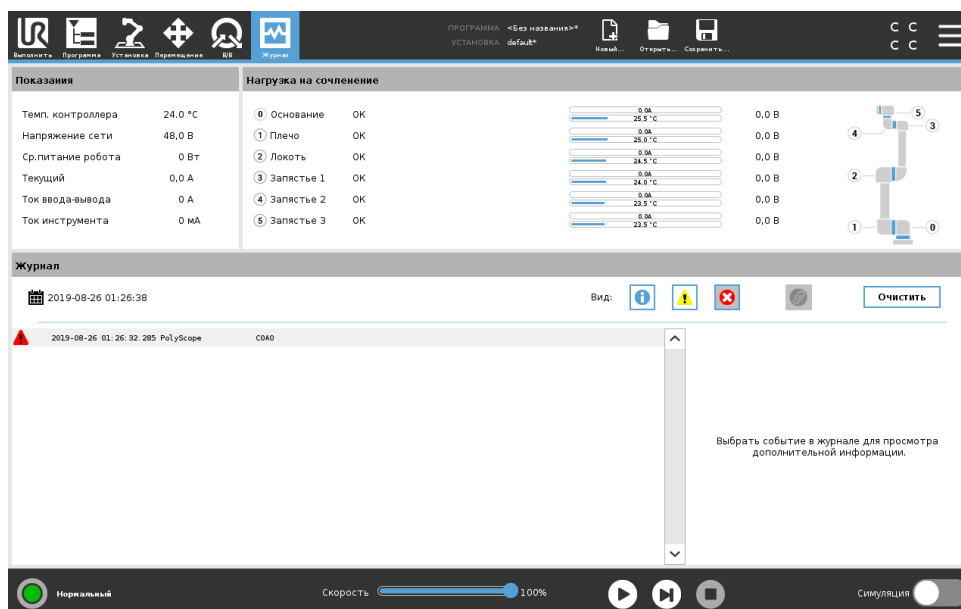 ПРОГРАММА <Без названия>*
УСТАНОВКА default*
C C
C C
Выполнить Программа Установка Перемещение В/В Журнал
Новый... Открыть... Сохранить...
Показания
Нагрузка на сочленение
Темп. контроллера 24.0 °C
Напряжение сети 48,0 В
Ср.питание робота 0 Вт
Текущий 0,0 А
Ток ввода-вывода 0 А
Ток инструмента 0 мА
0 Основание OK 0.0A 25.5 °C 0,0 В
1 Плечо OK 0.0A 25.0 °C 0,0 В
2 Локоть OK 0.0A 24.5 °C 0,0 В
3 Запястье 1 OK 0.0A 24.0 °C 0,0 В
4 Запястье 2 OK 0.0A 23.5 °C 0,0 В
5 Запястье 3 OK 0.0A 23.5 °C 0,0 В
5
3
4
2
1
0
Журнал
2019-08-26 01:26:38
Вид:
Очистить
2019-08-26 01:26:32.285 PolyScope C0A0
Выбрать событие в журнале для просмотра
дополнительной информации.
Нормальный
Скорость 100%
Симуляция